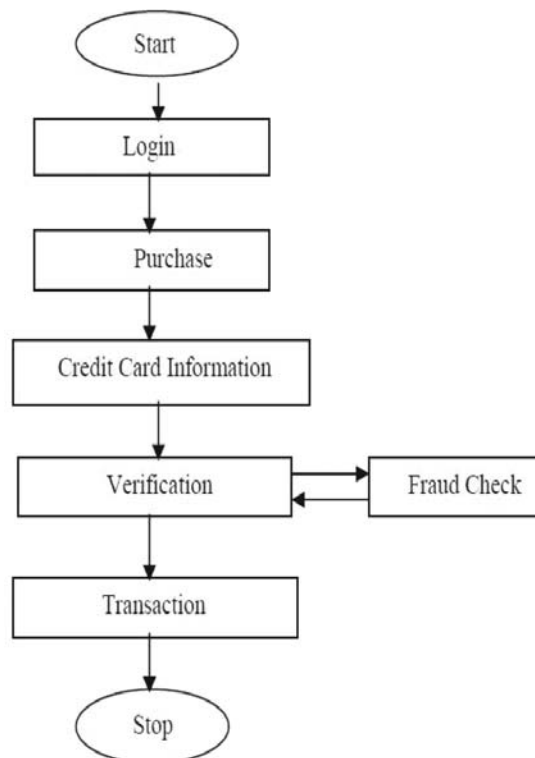 Start
Login
Purchase
Credit Card Information
Verification
Fraud Check
Transaction
Stop